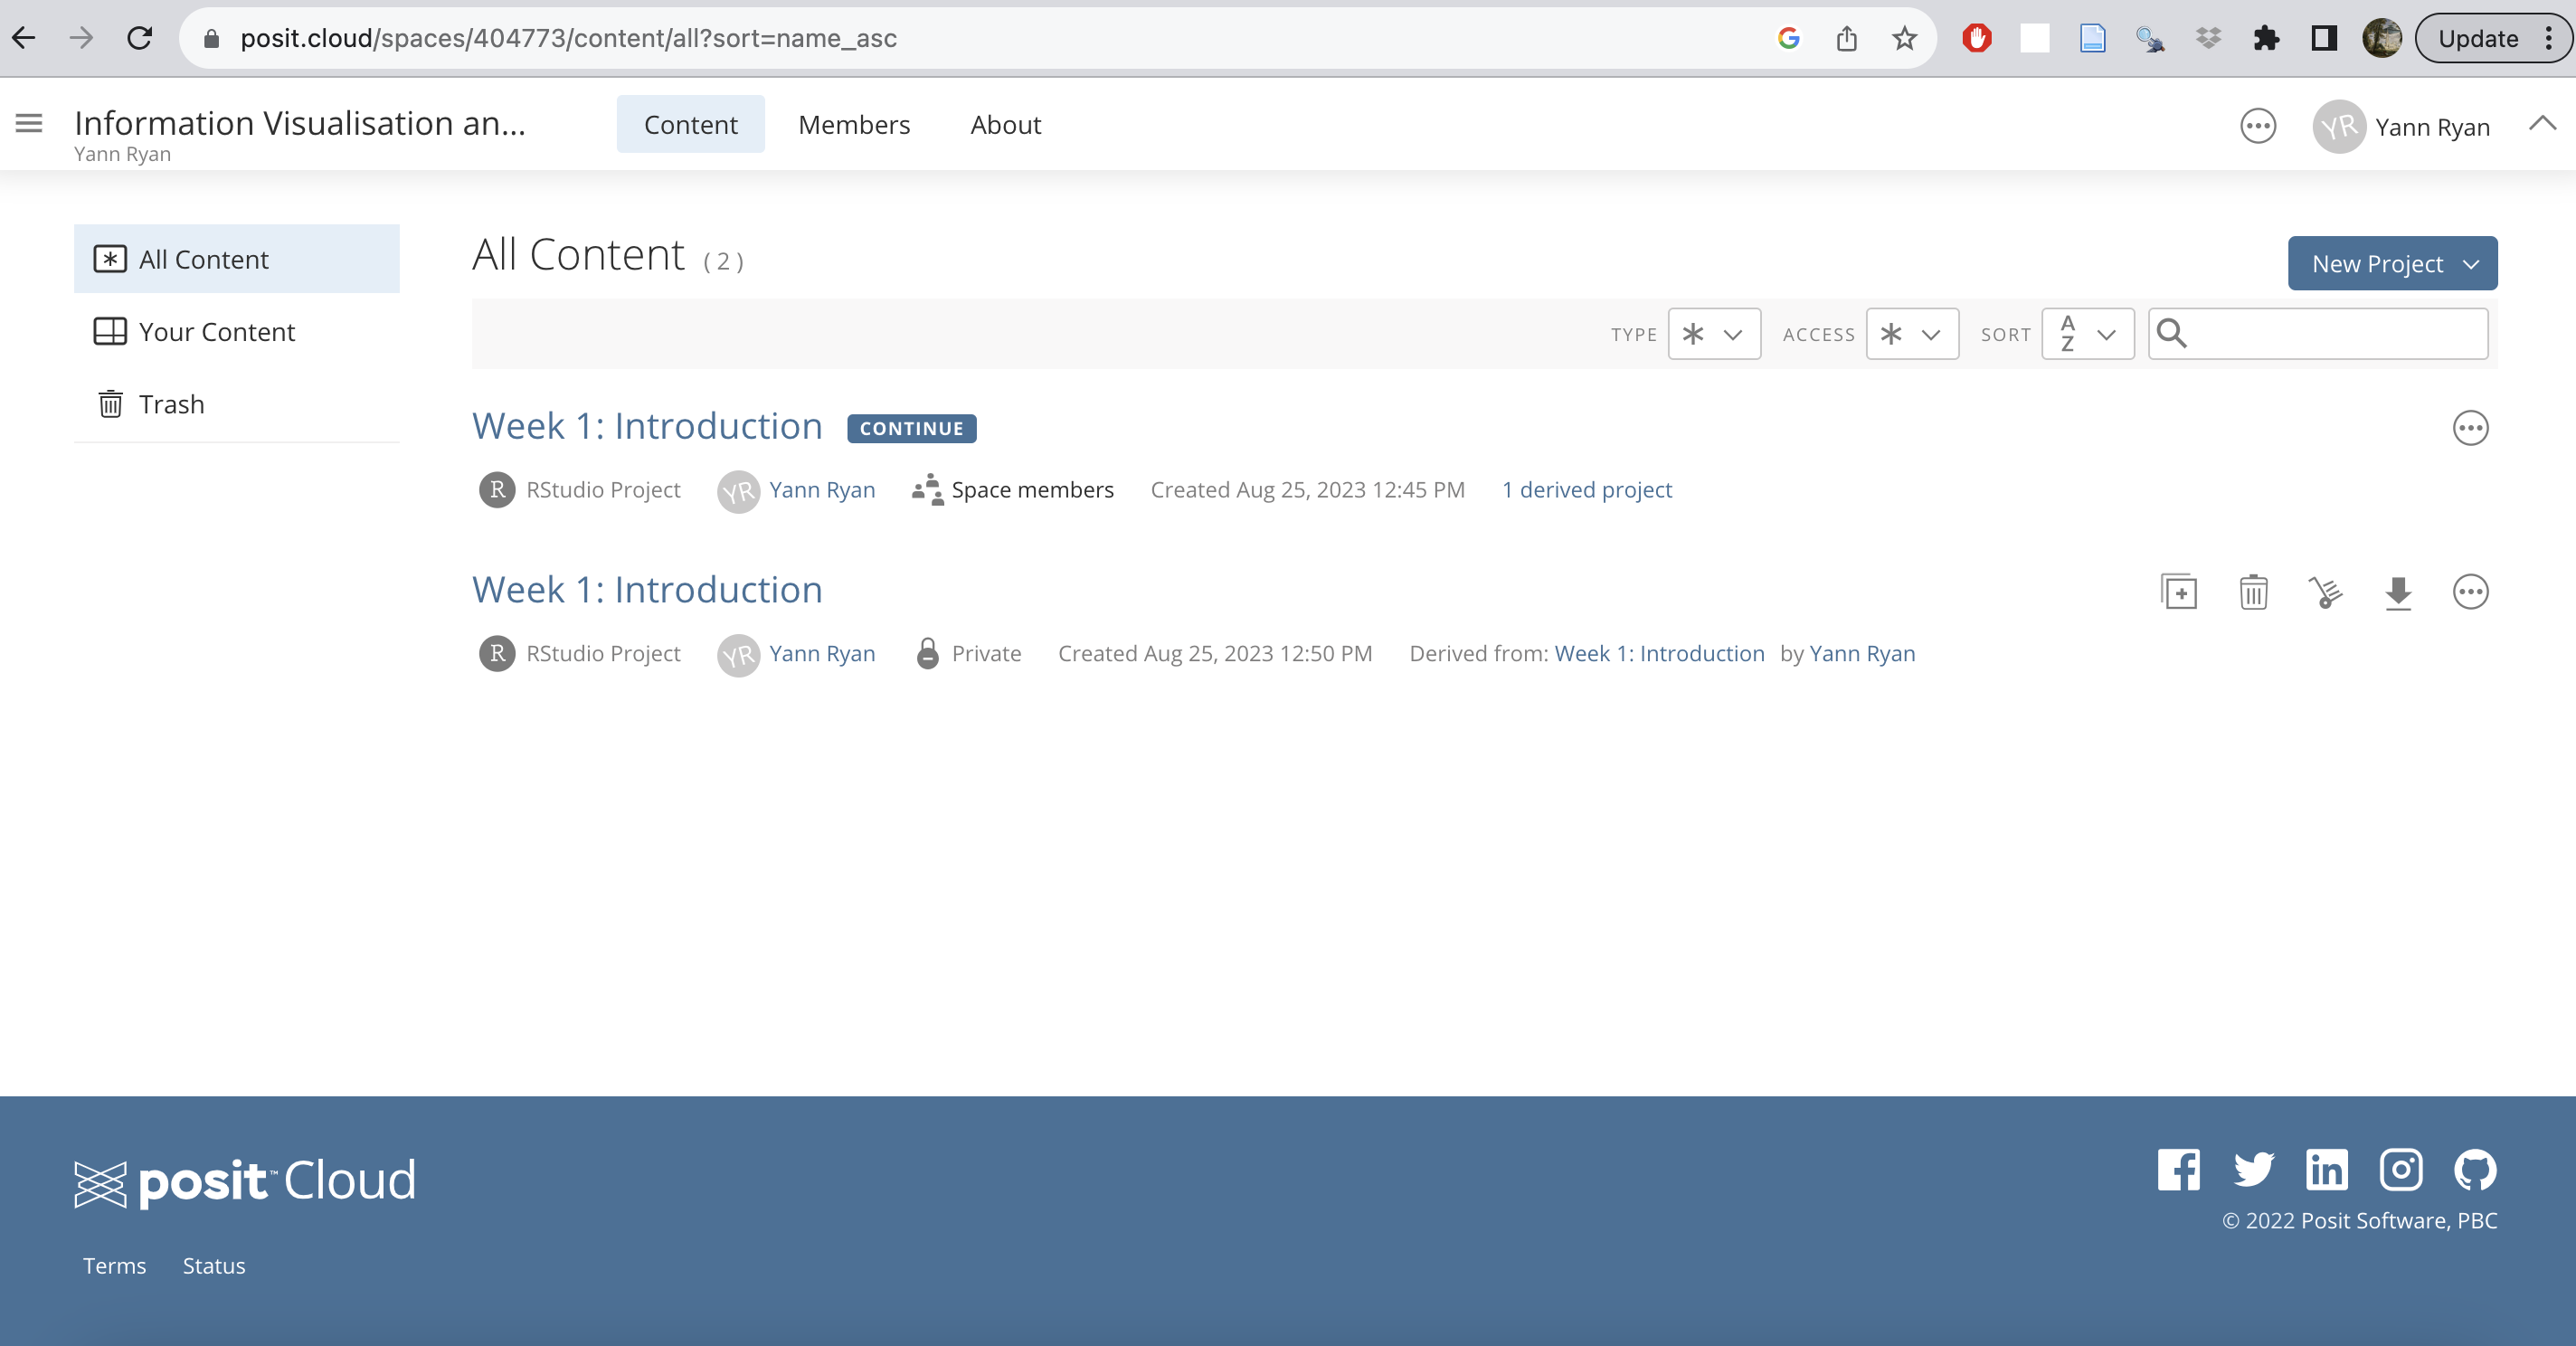 posit.cloud/spaces/404773/content/all?sort=name_asc
Update
Information Visualisation an...
Yann Ryan
Content
Members
About
YR
Yann Ryan
All Content
Your Content
Trash
All Content (2)
New Project
TYPE
ACCESS
SORT
A
Z
Week 1: Introduction CONTINUE
R RStudio Project YR Yann Ryan Space members Created Aug 25, 2023 12:45 PM 1 derived project
Week 1: Introduction
R RStudio Project YR Yann Ryan Private Created Aug 25, 2023 12:50 PM Derived from: Week 1: Introduction by Yann Ryan
posit™ Cloud
© 2022 Posit Software, PBC
Terms Status